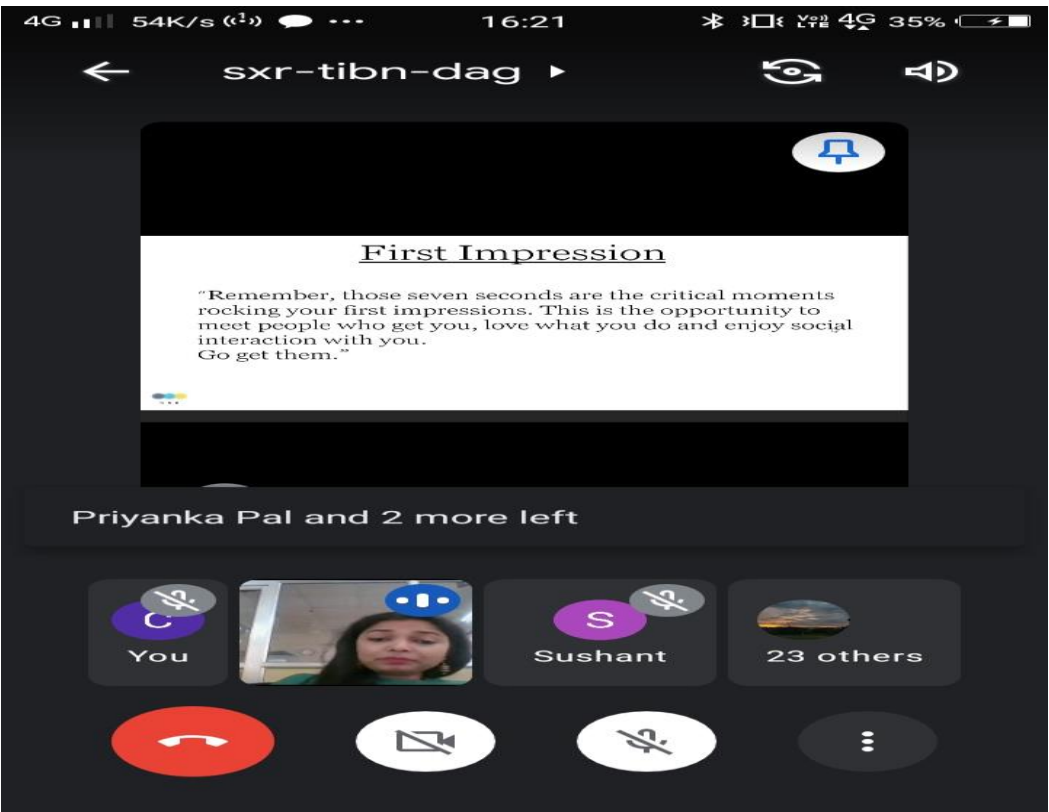 4G 54K/s 16:21 4G 35%
sxr-tibn-dag
First Impression
"Remember, those seven seconds are the critical moments
rocking your first impressions. This is the opportunity to
meet people who get you, love what you do and enjoy social
interaction with you.
Go get them."
Priyanka Pal and 2 more left
C
S
You
Sushant
23 others